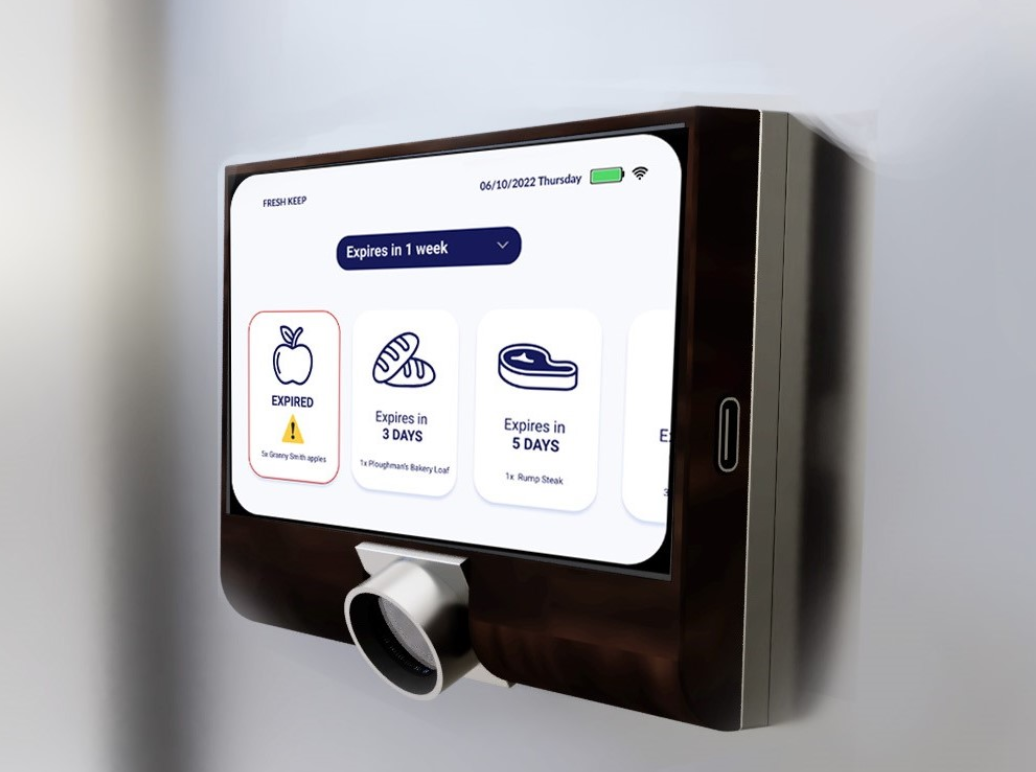 FRESH KEEP
06/10/2022 Thursday
Expires in 1 week
EXPIRED
5x Granny Smith apples
Expires in
3 DAYS
1x Ploughman's Bakery Loaf
Expires in
5 DAYS
1x Rump Steak
E
3